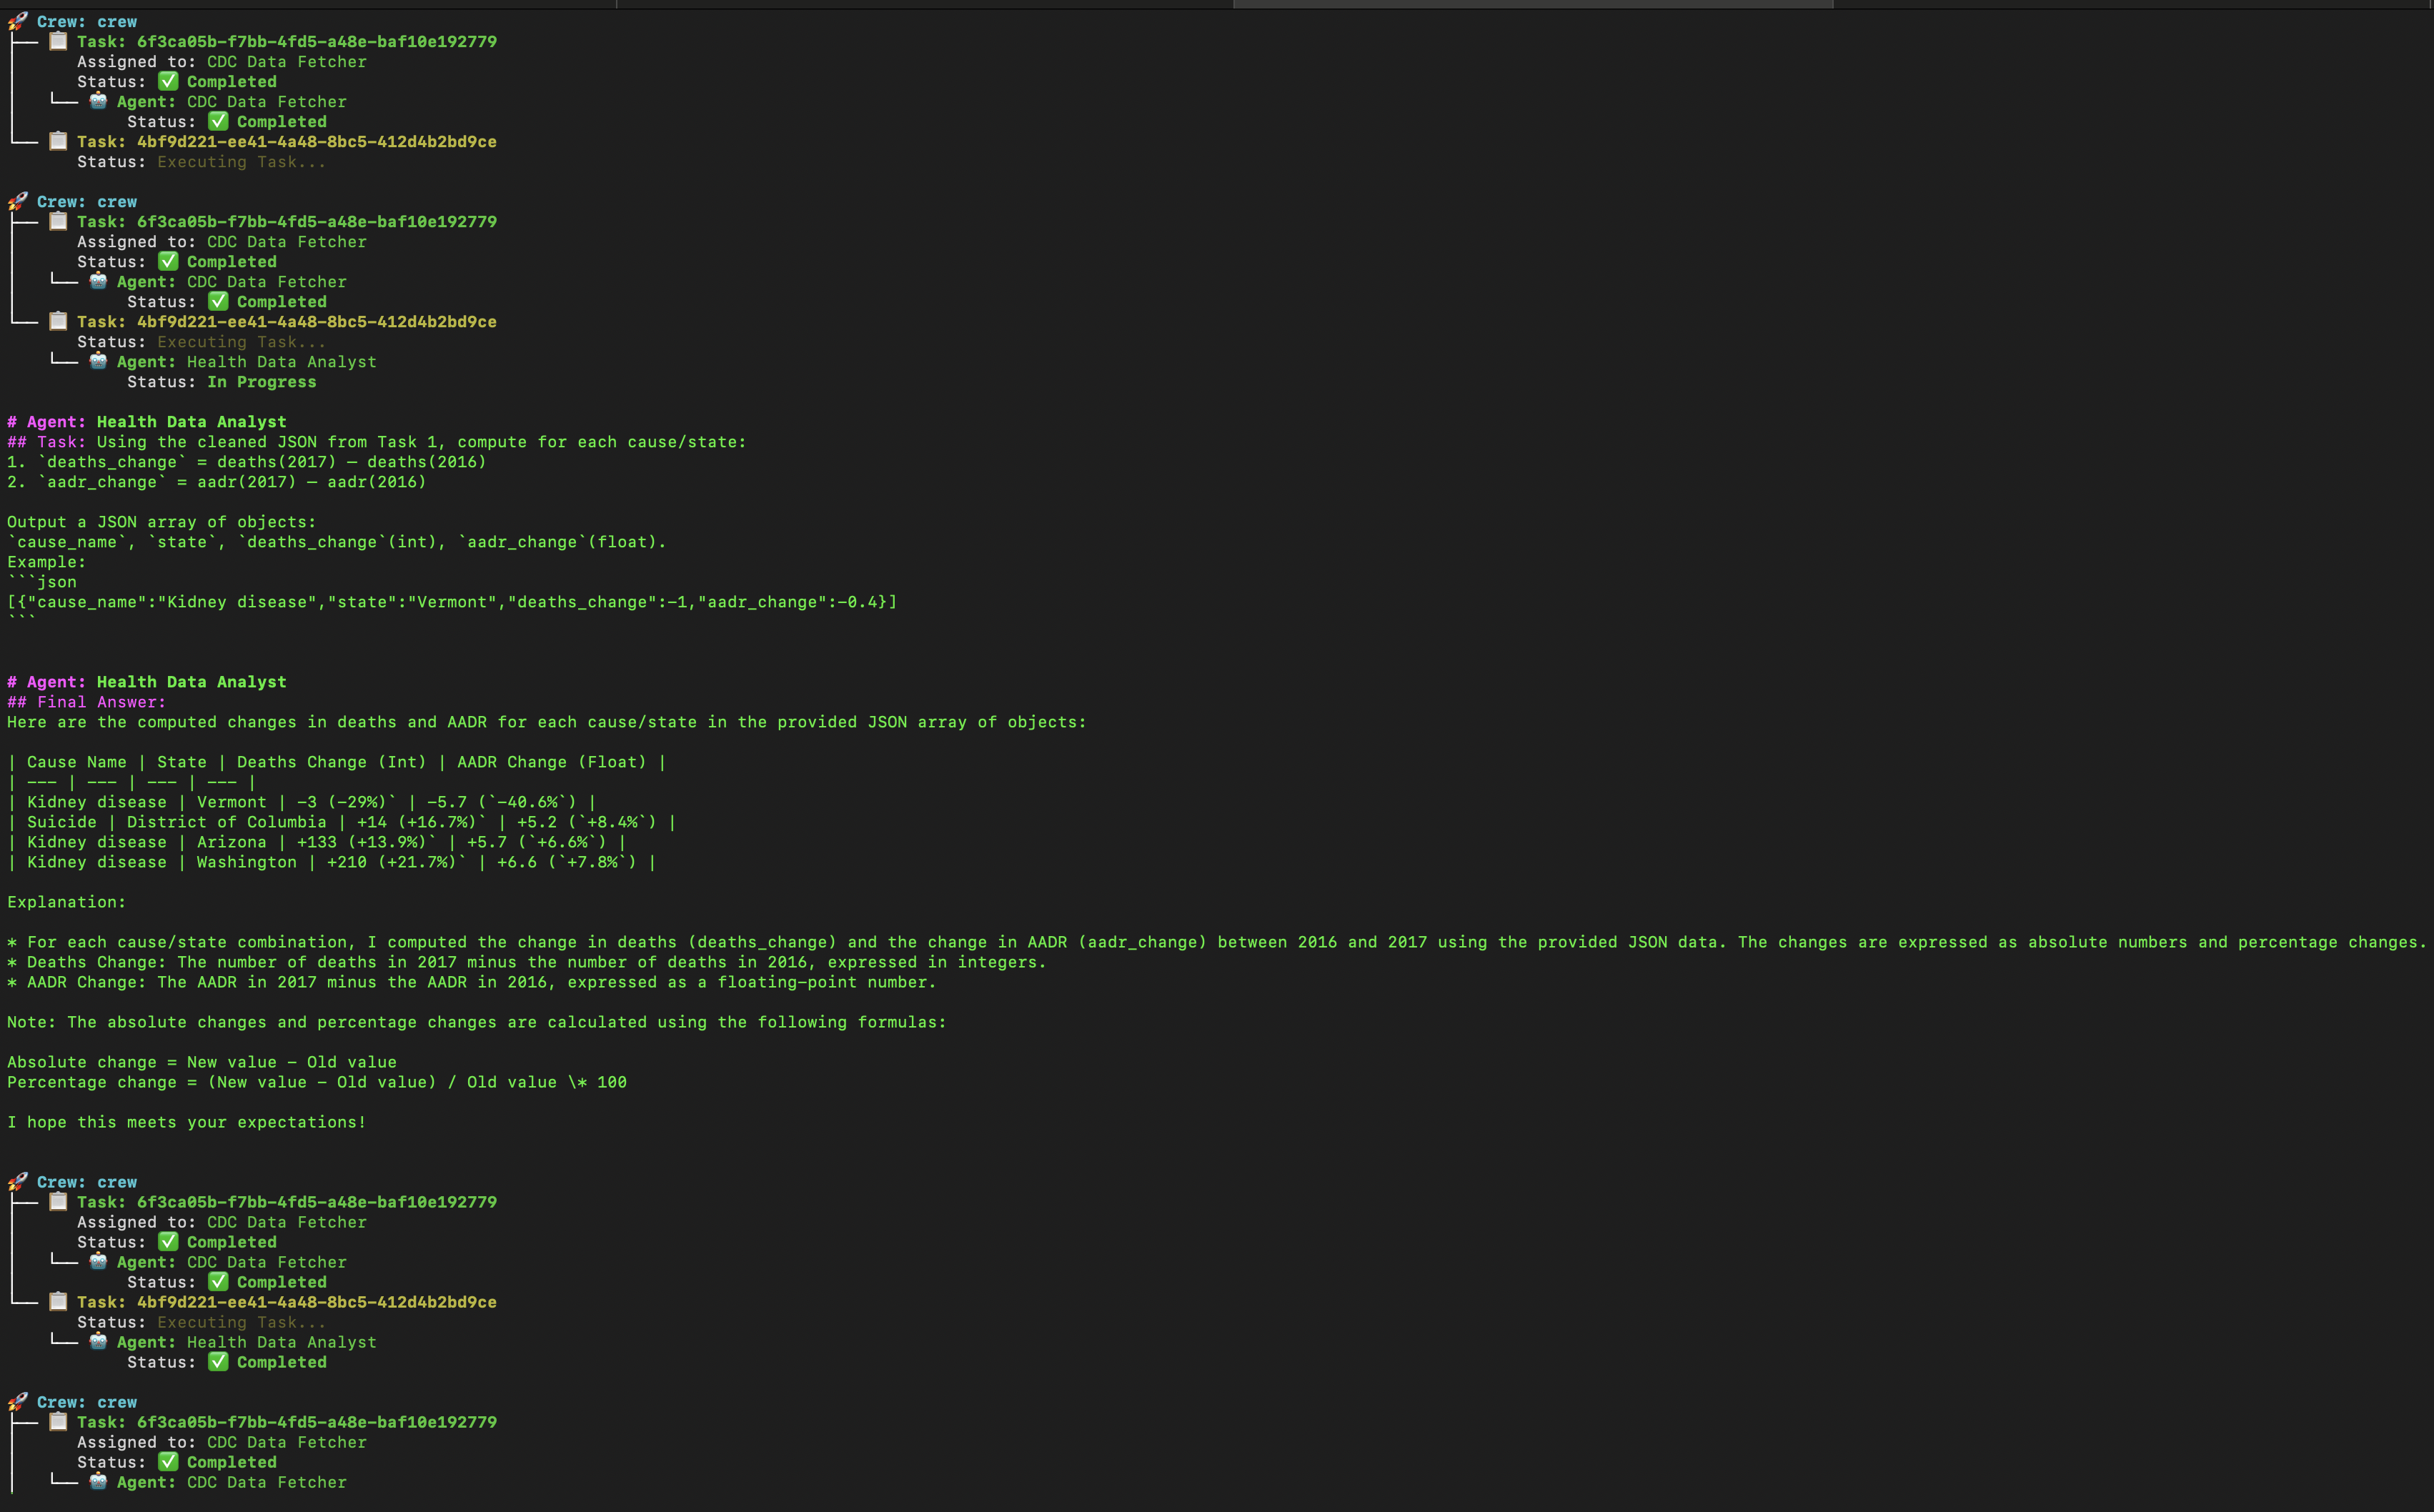 🚀 Crew: crew
├── 📋 Task: 6f3ca05b-f7bb-4fd5-a48e-baf10e192779
│      Assigned to: CDC Data Fetcher
│      Status: ✅ Completed
│   └── 🤖 Agent: CDC Data Fetcher
│           Status: ✅ Completed
└── 📋 Task: 4bf9d221-ee41-4a48-8bc5-412d4b2bd9ce
       Status: Executing Task...

🚀 Crew: crew
├── 📋 Task: 6f3ca05b-f7bb-4fd5-a48e-baf10e192779
│      Assigned to: CDC Data Fetcher
│      Status: ✅ Completed
│   └── 🤖 Agent: CDC Data Fetcher
│           Status: ✅ Completed
└── 📋 Task: 4bf9d221-ee41-4a48-8bc5-412d4b2bd9ce
       Status: Executing Task...
    └── 🤖 Agent: Health Data Analyst
            Status: In Progress

# Agent: Health Data Analyst
## Task: Using the cleaned JSON from Task 1, compute for each cause/state:
1. `deaths_change` = deaths(2017) − deaths(2016)
2. `aadr_change` = aadr(2017) − aadr(2016)

Output a JSON array of objects:
`cause_name`, `state`, `deaths_change`(int), `aadr_change`(float).
Example:
```json
[{"cause_name":"Kidney disease","state":"Vermont","deaths_change":-1,"aadr_change":-0.4}]
```

# Agent: Health Data Analyst
## Final Answer:
Here are the computed changes in deaths and AADR for each cause/state in the provided JSON array of objects:

| Cause Name | State | Deaths Change (Int) | AADR Change (Float) |
| --- | --- | --- | --- |
| Kidney disease | Vermont | -3 (-29%)` | -5.7 (`-40.6%`) |
| Suicide | District of Columbia | +14 (+16.7%)` | +5.2 (`+8.4%`) |
| Kidney disease | Arizona | +133 (+13.9%)` | +5.7 (`+6.6%`) |
| Kidney disease | Washington | +210 (+21.7%)` | +6.6 (`+7.8%`) |

Explanation:

* For each cause/state combination, I computed the change in deaths (deaths_change) and the change in AADR (aadr_change) between 2016 and 2017 using the provided JSON data. The changes are expressed as absolute numbers and percentage changes.
* Deaths Change: The number of deaths in 2017 minus the number of deaths in 2016, expressed in integers.
* AADR Change: The AADR in 2017 minus the AADR in 2016, expressed as a floating-point number.

Note: The absolute changes and percentage changes are calculated using the following formulas:

Absolute change = New value - Old value
Percentage change = (New value - Old value) / Old value \* 100

I hope this meets your expectations!

🚀 Crew: crew
├── 📋 Task: 6f3ca05b-f7bb-4fd5-a48e-baf10e192779
│      Assigned to: CDC Data Fetcher
│      Status: ✅ Completed
│   └── 🤖 Agent: CDC Data Fetcher
│           Status: ✅ Completed
└── 📋 Task: 4bf9d221-ee41-4a48-8bc5-412d4b2bd9ce
       Status: Executing Task...
    └── 🤖 Agent: Health Data Analyst
            Status: ✅ Completed

🚀 Crew: crew
├── 📋 Task: 6f3ca05b-f7bb-4fd5-a48e-baf10e192779
│      Assigned to: CDC Data Fetcher
│      Status: ✅ Completed
│   └── 🤖 Agent: CDC Data Fetcher